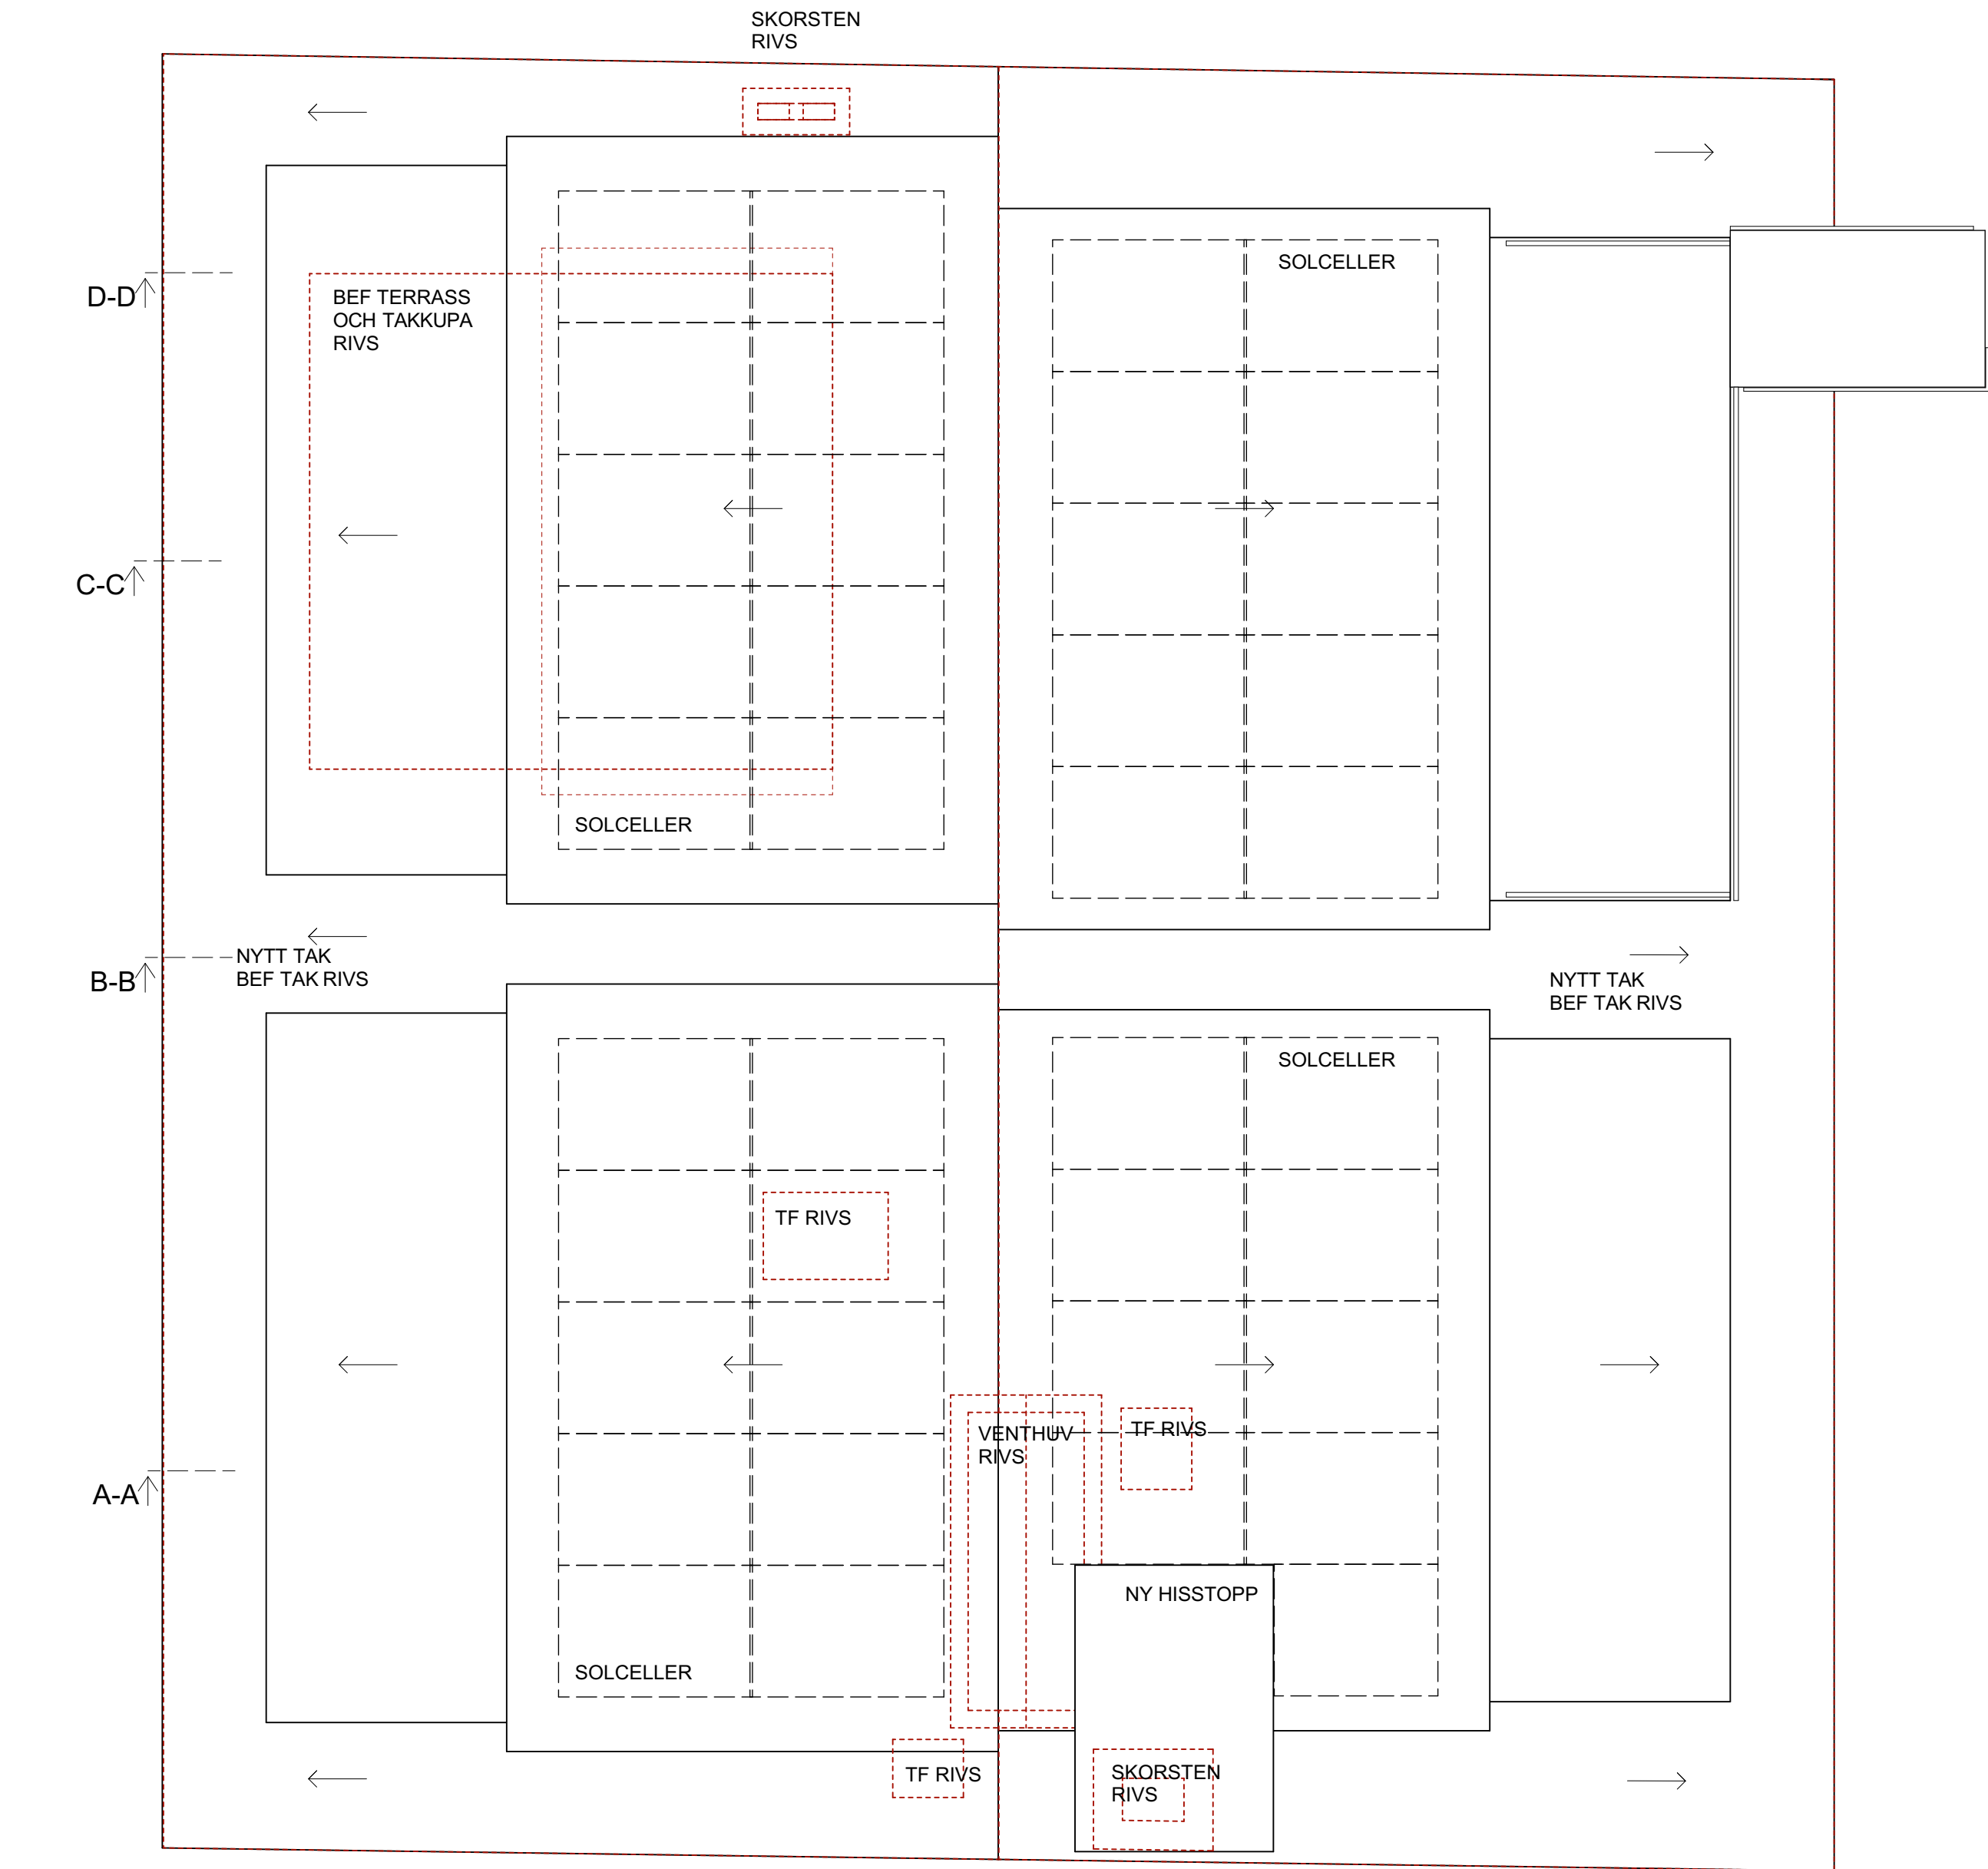 SKORSTEN
RIVS
SOLCELLER
D-D
BEF TERRASS
OCH TAKKUPA
RIVS
C-C
SOLCELLER
NYTT TAK
BEF TAK RIVS
B-B
NYTT TAK
BEF TAK RIVS
SOLCELLER
TF RIVS
VENTHUV
RIVS
TF RIVS
A-A
NY HISSTOPP
SOLCELLER
TF RIVS
SKORSTEN
RIVS